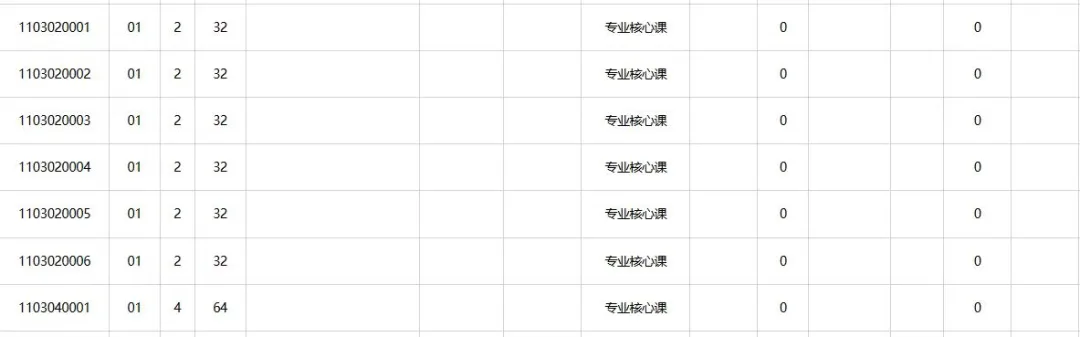 1103020001 01 2 32 专业核心课 0 0
1103020002 01 2 32 专业核心课 0 0
1103020003 01 2 32 专业核心课 0 0
1103020004 01 2 32 专业核心课 0 0
1103020005 01 2 32 专业核心课 0 0
1103020006 01 2 32 专业核心课 0 0
1103040001 01 4 64 专业核心课 0 0